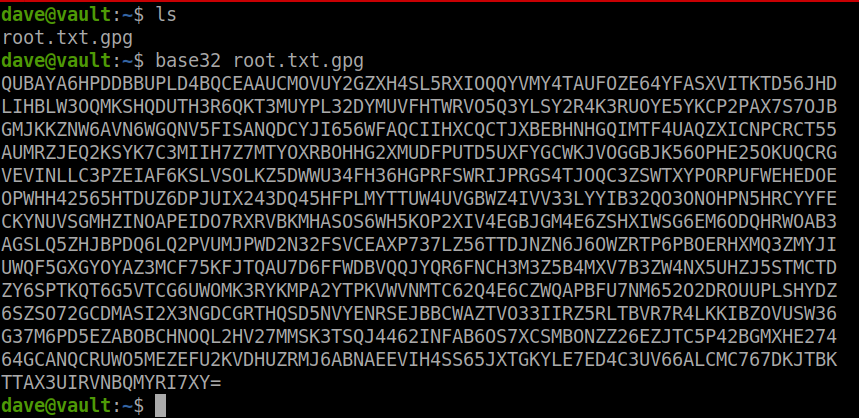 dave@vault:~$ ls
root.txt.gpg
dave@vault:~$ base32 root.txt.gpg
QUBAYA6HPDDBBUPLD4BQCEAAUCMOVUY2GZXH4SL5RXIOQQYVMY4TAUFOZE64YFASXVITKTD56JHD
LIHBLW3OQMKSHQDUTH3R6QKT3MUYPL32DYMUVFHTWRVO5Q3YLSY2R4K3RUOYE5YKCP2PAX7S7OJB
GMJKKZNW6AVN6WGQNV5FISANQDCYJI656WFAQCIIHXCQCTJXBEBHNHGQIMTF4UAQZXICNPCRCT55
AUMRZJEQ2KSYK7C3MIIH7Z7MTYOXRBOHHG2XMUDFPUTD5UXFYGCWKJVOGGBJK56OPHE25OKUQCRG
VEVINLLC3PZEIAF6KSLVSOLKZ5DWWU34FH36HGPRFSWRIJPRGS4TJOQC3ZSWTXYPORPUFWEHEDOE
OPWHH42565HTDUZ6DPJUIX243DQ45HFPLMYTTUW4UVGBWZ4IVV33LYYIB32QO3ONOHPN5HRCYYFE
CKYNUVSGMHZINOAPEIDO7RXRVBKMHASOS6WH5KOP2XIV4EGBJGM4E6ZSHXIWSG6EM6ODQHRWOAB3
AGSLQ5ZHJBPDQ6LQ2PVUMJPWD2N32FSVCEAXP737LZ56TTDJNZN6J6OWZRTP6PBOERHXMQ3ZMYJI
UWQF5GXGYOYAZ3MCF75KFJTQAU7D6FFWDBVQQJYQR6FNCH3M3Z5B4MXV7B3ZW4NX5UHZJ5STMCTD
ZY6SPTKQT6G5VTCG6UWOMK3RYKMPA2YTPKVWVNMTC62Q4E6CZWQAPBFU7NM652O2DROUUPLSHYDZ
6SZSO72GCDMASI2X3NGDCGRTHQSD5NVYENRSEJBBCWAZTVO33IIRZ5RLTBVR7R4LKKIBZOVUSW36
G37M6PD5EZABOBCHNOQL2HV27MMSK3TSQJ4462INFAB6OS7XCSMBONZZ26EZJTC5P42BGMXHE274
64GCANQCRUWO5MEZEFU2KVDHUZRMJ6ABNAEEVIH4SS65JXTGKYLE7ED4C3UV66ALCMC767DKJTBK
TTAX3UIRVNBQMYRI7XY=
dave@vault:~$